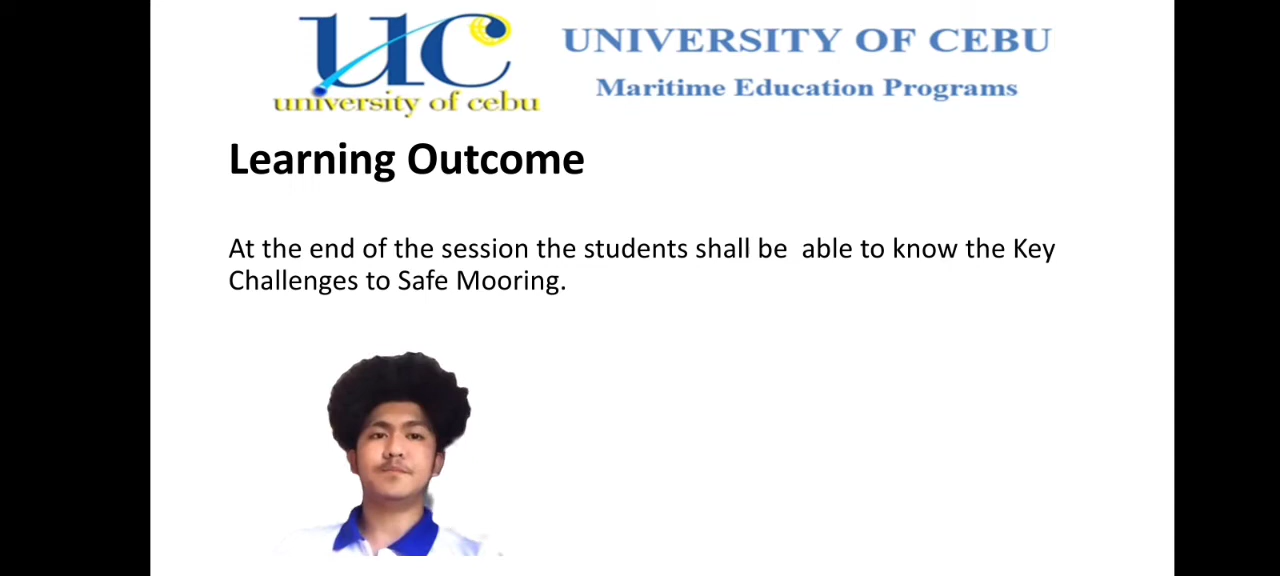 UC
university of cebu
UNIVERSITY OF CEBU
Maritime Education Programs
Learning Outcome
At the end of the session the students shall be  able to know the Key
Challenges to Safe Mooring.